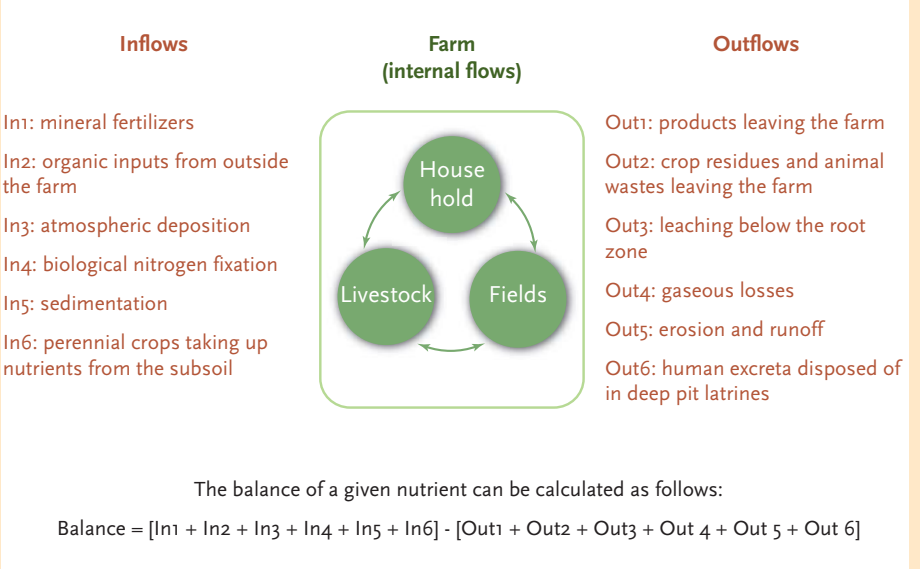 Inflows
In1: mineral fertilizers
In2: organic inputs from outside
the farm
In3: atmospheric deposition
In4: biological nitrogen fixation
In5: sedimentation
In6: perennial crops taking up
nutrients from the subsoil
Farm
(internal flows)
House
hold
Livestock
Fields
Outflows
Out1: products leaving the farm
Out2: crop residues and animal
wastes leaving the farm
Out3: leaching below the root
zone
Out4: gaseous losses
Out5: erosion and runoff
Out6: human excreta disposed of
in deep pit latrines
The balance of a given nutrient can be calculated as follows:
Balance = [In1 + In2 + In3 + In4 + In5 + In6] - [Out1 + Out2 + Out3 + Out 4 + Out 5 + Out 6]